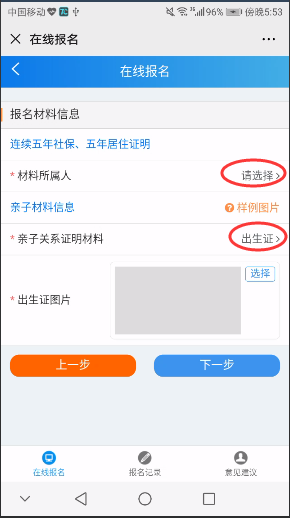 中国移动 96% 傍晚5:53
在线报名
在线报名
报名材料信息
连续五年社保、五年居住证明
* 材料所属人 请选择
亲子材料信息 样例图片
* 亲子关系证明材料 出生证
* 出生证图片 选择
上一步 下一步
在线报名 报名记录 意见建议